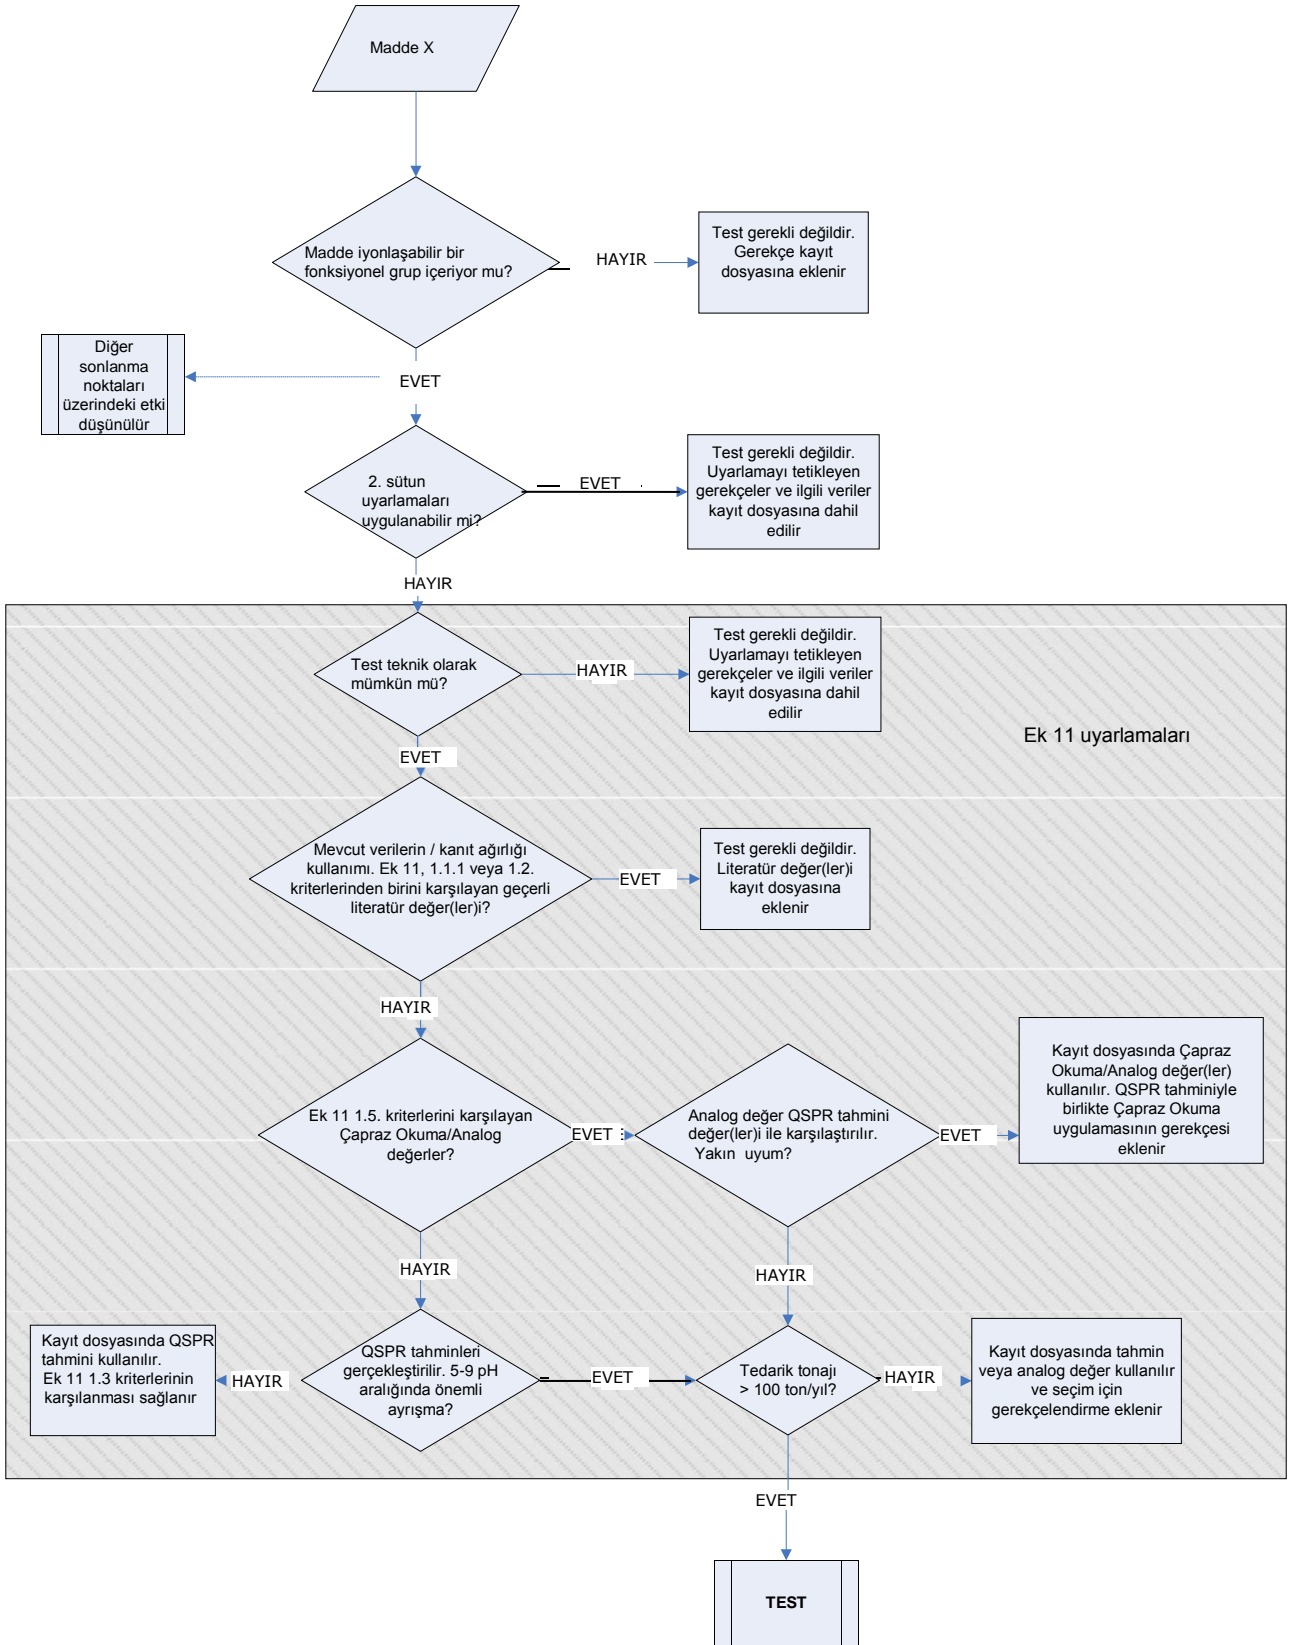 Madde X
Madde iyonlaşabilir bir
fonksiyonel grup içeriyor mu?
HAYIR
Test gerekli değildir.
Gerekçe kayıt
dosyasına eklenir
Diğer
sonlanma
noktaları
üzerindeki etki
düşünülür
EVET
2. sütun
uyarlamaları
uygulanabilir mi?
EVET
Test gerekli değildir.
Uyarlamayı tetikleyen
gerekçeler ve ilgili veriler
kayıt dosyasına dahil
edilir
HAYIR
Test teknik olarak
mümkün mü?
HAYIR
Test gerekli değildir.
Uyarlamayı tetikleyen
gerekçeler ve ilgili veriler
kayıt dosyasına dahil
edilir
Ek 11 uyarlamaları
EVET
Mevcut verilerin / kanıt ağırlığı
kullanımı. Ek 11, 1.1.1 veya 1.2.
kriterlerinden birini karşılayan geçerli
literatür değer(ler)i?
EVET
Test gerekli değildir.
Literatür değer(ler)i
kayıt dosyasına
eklenir
HAYIR
Ek 11 1.5. kriterlerini karşılayan
Çapraz Okuma/Analog
değerler?
EVET :
Analog değer QSPR tahmini
değer(ler)i ile karşılaştırılır.
Yakın uyum?
EVET
Kayıt dosyasında Çapraz
Okuma/Analog değer(ler)
kullanılır. QSPR tahminiyle
birlikte Çapraz Okuma
uygulamasının gerekçesi
eklenir
HAYIR
HAYIR
Kayıt dosyasında QSPR
tahmini kullanılır.
Ek 11 1.3 kriterlerinin
karşılanması sağlanır
HAYIR
QSPR tahminleri
gerçekleştirilir. 5-9 pH
aralığında önemli
ayrışma?
EVET
Tedarik tonajı
> 100 ton/yıl?
HAYIR
Kayıt dosyasında tahmin
veya analog değer kullanılır
ve seçim için
gerekçelendirme eklenir
EVET
TEST